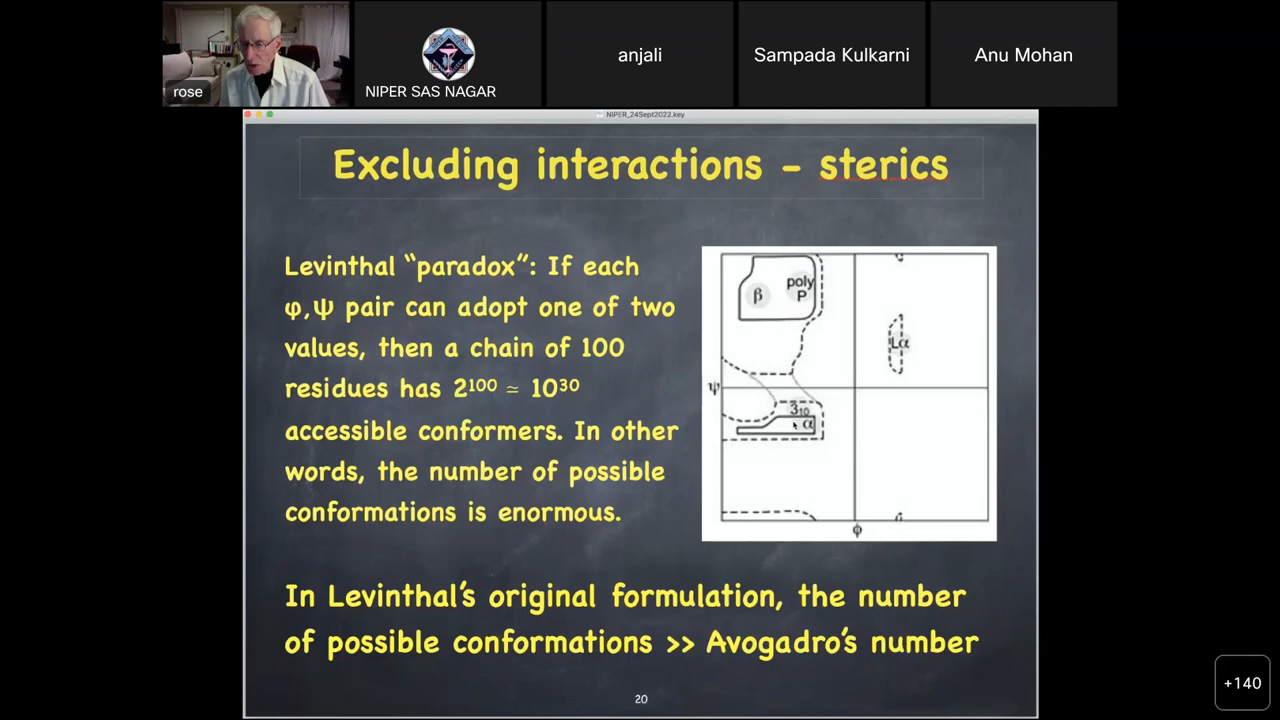 rose
NIPER SAS NAGAR
anjali
Sampada Kulkarni
Anu Mohan
NIPER_24Sept2022.key
Excluding interactions - sterics
Levinthal “paradox”: If each
φ,Ψ pair can adopt one of two
values, then a chain of 100
residues has 2¹⁰⁰ ≃ 10³⁰
accessible conformers. In other
words, the number of possible
conformations is enormous.
β
poly
P
Lα
ψ
3₁₀
α
ϕ
In Levinthal’s original formulation, the number
of possible conformations >> Avogadro’s number
20
+140